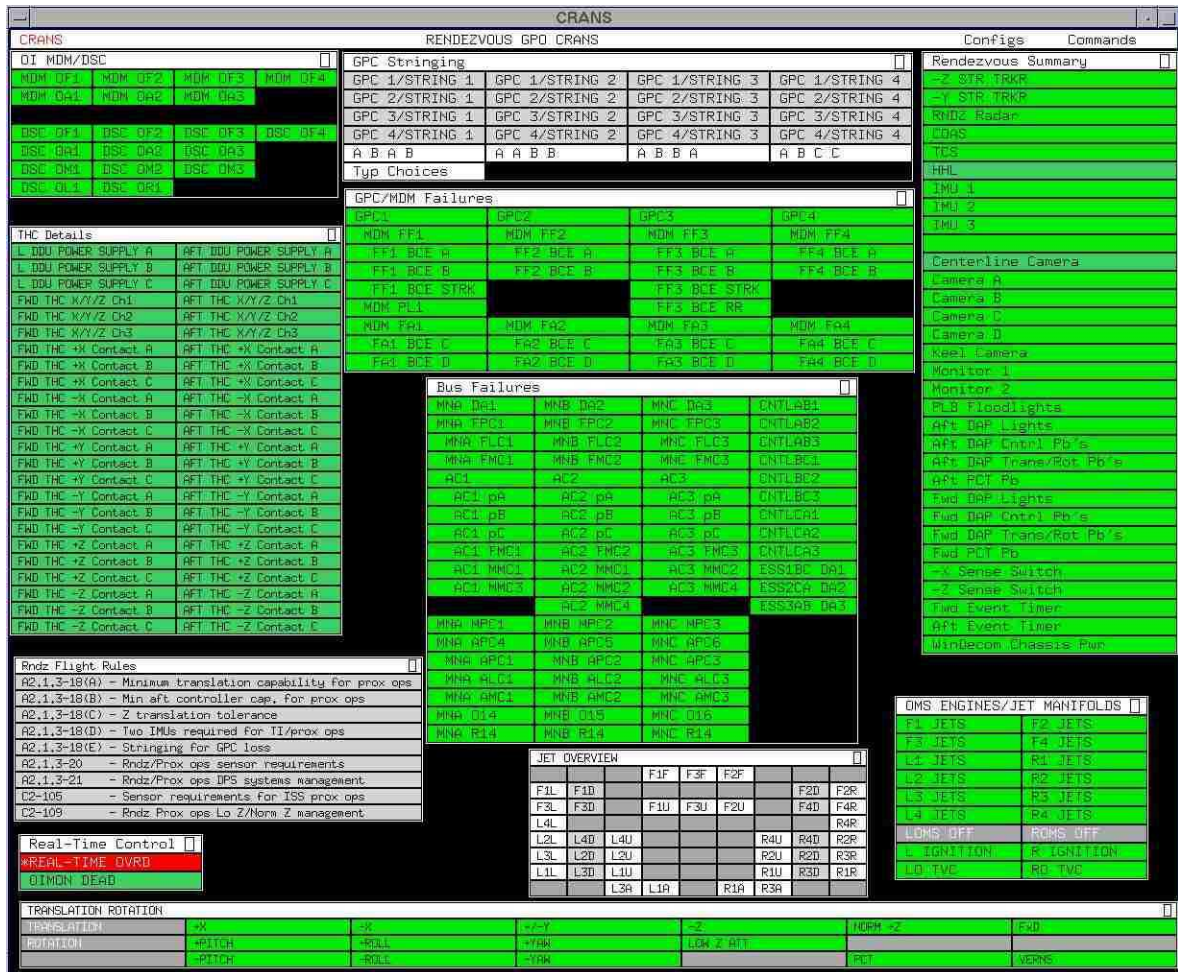 CRANS
CRANS RENDEZVOUS GPO CRANS Configs Commands
OI MDM/DSC
MDM OF1 MDM OF2 MDM OF3 MDM OF4
MDM OA1 MDM OA2 MDM OA3
DSC OF1 DSC OF2 DSC OF3 DSC OF4
DSC OA1 DSC OA2 DSC OA3
DSC OM1 DSC OM2 DSC OM3
DSC OL1 DSC OR1
GPC Stringing
GPC 1/STRING 1 GPC 1/STRING 2 GPC 1/STRING 3 GPC 1/STRING 4
GPC 2/STRING 1 GPC 2/STRING 2 GPC 2/STRING 3 GPC 2/STRING 4
GPC 3/STRING 1 GPC 3/STRING 2 GPC 3/STRING 3 GPC 3/STRING 4
GPC 4/STRING 1 GPC 4/STRING 2 GPC 4/STRING 3 GPC 4/STRING 4
A B A B A A B B A B B A A B C C
Typ Choices
Rendezvous Summary
-Z STR TRKR
-Y STR TRKR
RNDZ Radar
COAS
TCS
HHL
IMU 1
IMU 2
IMU 3
Centerline Camera
Camera A
Camera B
Camera C
Camera D
Keel Camera
Monitor 1
Monitor 2
PLB Floodlights
Aft DAP Lights
Aft DAP Cntrl Pb's
Aft DAP Trans/Rot Pb's
Aft PCT Pb
Fwd DAP Lights
Fwd DAP Cntrl Pb's
Fwd DAP Trans/Rot Pb's
Fwd PCT Pb
-X Sense Switch
-Z Sense Switch
Fwd Event Timer
Aft Event Timer
WinDecom Chassis Pwr
GPC/MDM Failures
GPC1 GPC2 GPC3 GPC4
MDM FF1 MDM FF2 MDM FF3 MDM FF4
FF1 BCE A FF2 BCE A FF3 BCE A FF4 BCE A
FF1 BCE B FF2 BCE B FF3 BCE B FF4 BCE B
FF1 BCE STRK FF3 BCE STRK
MDM PL1 FF3 BCE RR
MDM FA1 MDM FA2 MDM FA3 MDM FA4
FA1 BCE C FA2 BCE C FA3 BCE C FA4 BCE C
FA1 BCE D FA2 BCE D FA3 BCE D FA4 BCE D
THC Details
L DDU POWER SUPPLY A AFT DDU POWER SUPPLY A
L DDU POWER SUPPLY B AFT DDU POWER SUPPLY B
L DDU POWER SUPPLY C AFT DDU POWER SUPPLY C
FWD THC X/Y/Z Ch1 AFT THC X/Y/Z Ch1
FWD THC X/Y/Z Ch2 AFT THC X/Y/Z Ch2
FWD THC X/Y/Z Ch3 AFT THC X/Y/Z Ch3
FWD THC +X Contact A AFT THC +X Contact A
FWD THC +X Contact B AFT THC +X Contact B
FWD THC +X Contact C AFT THC +X Contact C
FWD THC -X Contact A AFT THC -X Contact A
FWD THC -X Contact B AFT THC -X Contact B
FWD THC -X Contact C AFT THC -X Contact C
FWD THC +Y Contact A AFT THC +Y Contact A
FWD THC +Y Contact B AFT THC +Y Contact B
FWD THC +Y Contact C AFT THC +Y Contact C
FWD THC -Y Contact A AFT THC -Y Contact A
FWD THC -Y Contact B AFT THC -Y Contact B
FWD THC -Y Contact C AFT THC -Y Contact C
FWD THC +Z Contact A AFT THC +Z Contact A
FWD THC +Z Contact B AFT THC +Z Contact B
FWD THC +Z Contact C AFT THC +Z Contact C
FWD THC -Z Contact A AFT THC -Z Contact A
FWD THC -Z Contact B AFT THC -Z Contact B
FWD THC -Z Contact C AFT THC -Z Contact C
Bus Failures
MNA DA1 MNB DA2 MNC DA3 CNTLAB1
MNA FPC1 MNB FPC2 MNC FPC3 CNTLAB2
MNA FLC1 MNB FLC2 MNC FLC3 CNTLAB3
MNA FMC1 MNB FMC2 MNC FMC3 CNTLBC1
AC1 AC2 AC3 CNTLBC2
AC1 pA AC2 pA AC3 pA CNTLBC3
AC1 pB AC2 pB AC3 pB CNTLCA1
AC1 pC AC2 pC AC3 pC CNTLCA2
AC1 FMC1 AC2 FMC2 AC3 FMC3 CNTLCA3
AC1 MMC1 AC2 MMC1 AC3 MMC2 ESS1BC DA1
AC1 MMC3 AC2 MMC2 AC3 MMC4 ESS2CA DA2
AC2 MMC4 ESS3AB DA3
MNA MPC1 MNB MPC2 MNC MPC3
MNA APC4 MNB APC5 MNC APC6
MNA APC1 MNB APC2 MNC APC3
MNA ALC1 MNB ALC2 MNC ALC3
MNA AMC1 MNB AMC2 MNC AMC3
MNA O14 MNB O15 MNC O16
MNA R14 MNB R14 MNC R14
Rndz Flight Rules
A2.1.3-18(A) - Minimum translation capability for prox ops
A2.1.3-18(B) - Min aft controller cap. for prox ops
A2.1.3-18(C) - Z translation tolerance
A2.1.3-18(D) - Two IMUs required for TI/prox ops
A2.1.3-18(E) - Stringing for GPC loss
A2.1.3-20 - Rndz/Prox ops sensor requirements
A2.1.3-21 - Rndz/Prox ops DPS systems management
C2-105 - Sensor requirements for ISS prox ops
C2-109 - Rndz Prox ops Lo Z/Norm Z management
OMS ENGINES/JET MANIFOLDS
F1 JETS F2 JETS
F3 JETS F4 JETS
L1 JETS R1 JETS
L2 JETS R2 JETS
L3 JETS R3 JETS
L4 JETS R4 JETS
LOMS OFF ROMS OFF
L IGNITION R IGNITION
LO TVC RO TVC
JET OVERVIEW
F1F F3F F2F
F1L F1D F2D F2R
F3L F3D F1U F3U F2U F4D F4R
L4L R4R
L2L L4D L4U R4U R4D R2R
L3L L2D L2U R2U R2D R3R
L1L L3D L1U R1U R3D R1R
L3A L1A R1A R3A
Real-Time Control
*REAL-TIME OVRD
OIMON DEAD
TRANSLATION ROTATION
TRANSLATION +X -X +/-Y -Z NORM +Z FWD
ROTATION +PITCH +ROLL +YAW LOW Z ATT
-PITCH -ROLL -YAW PCT VERNS